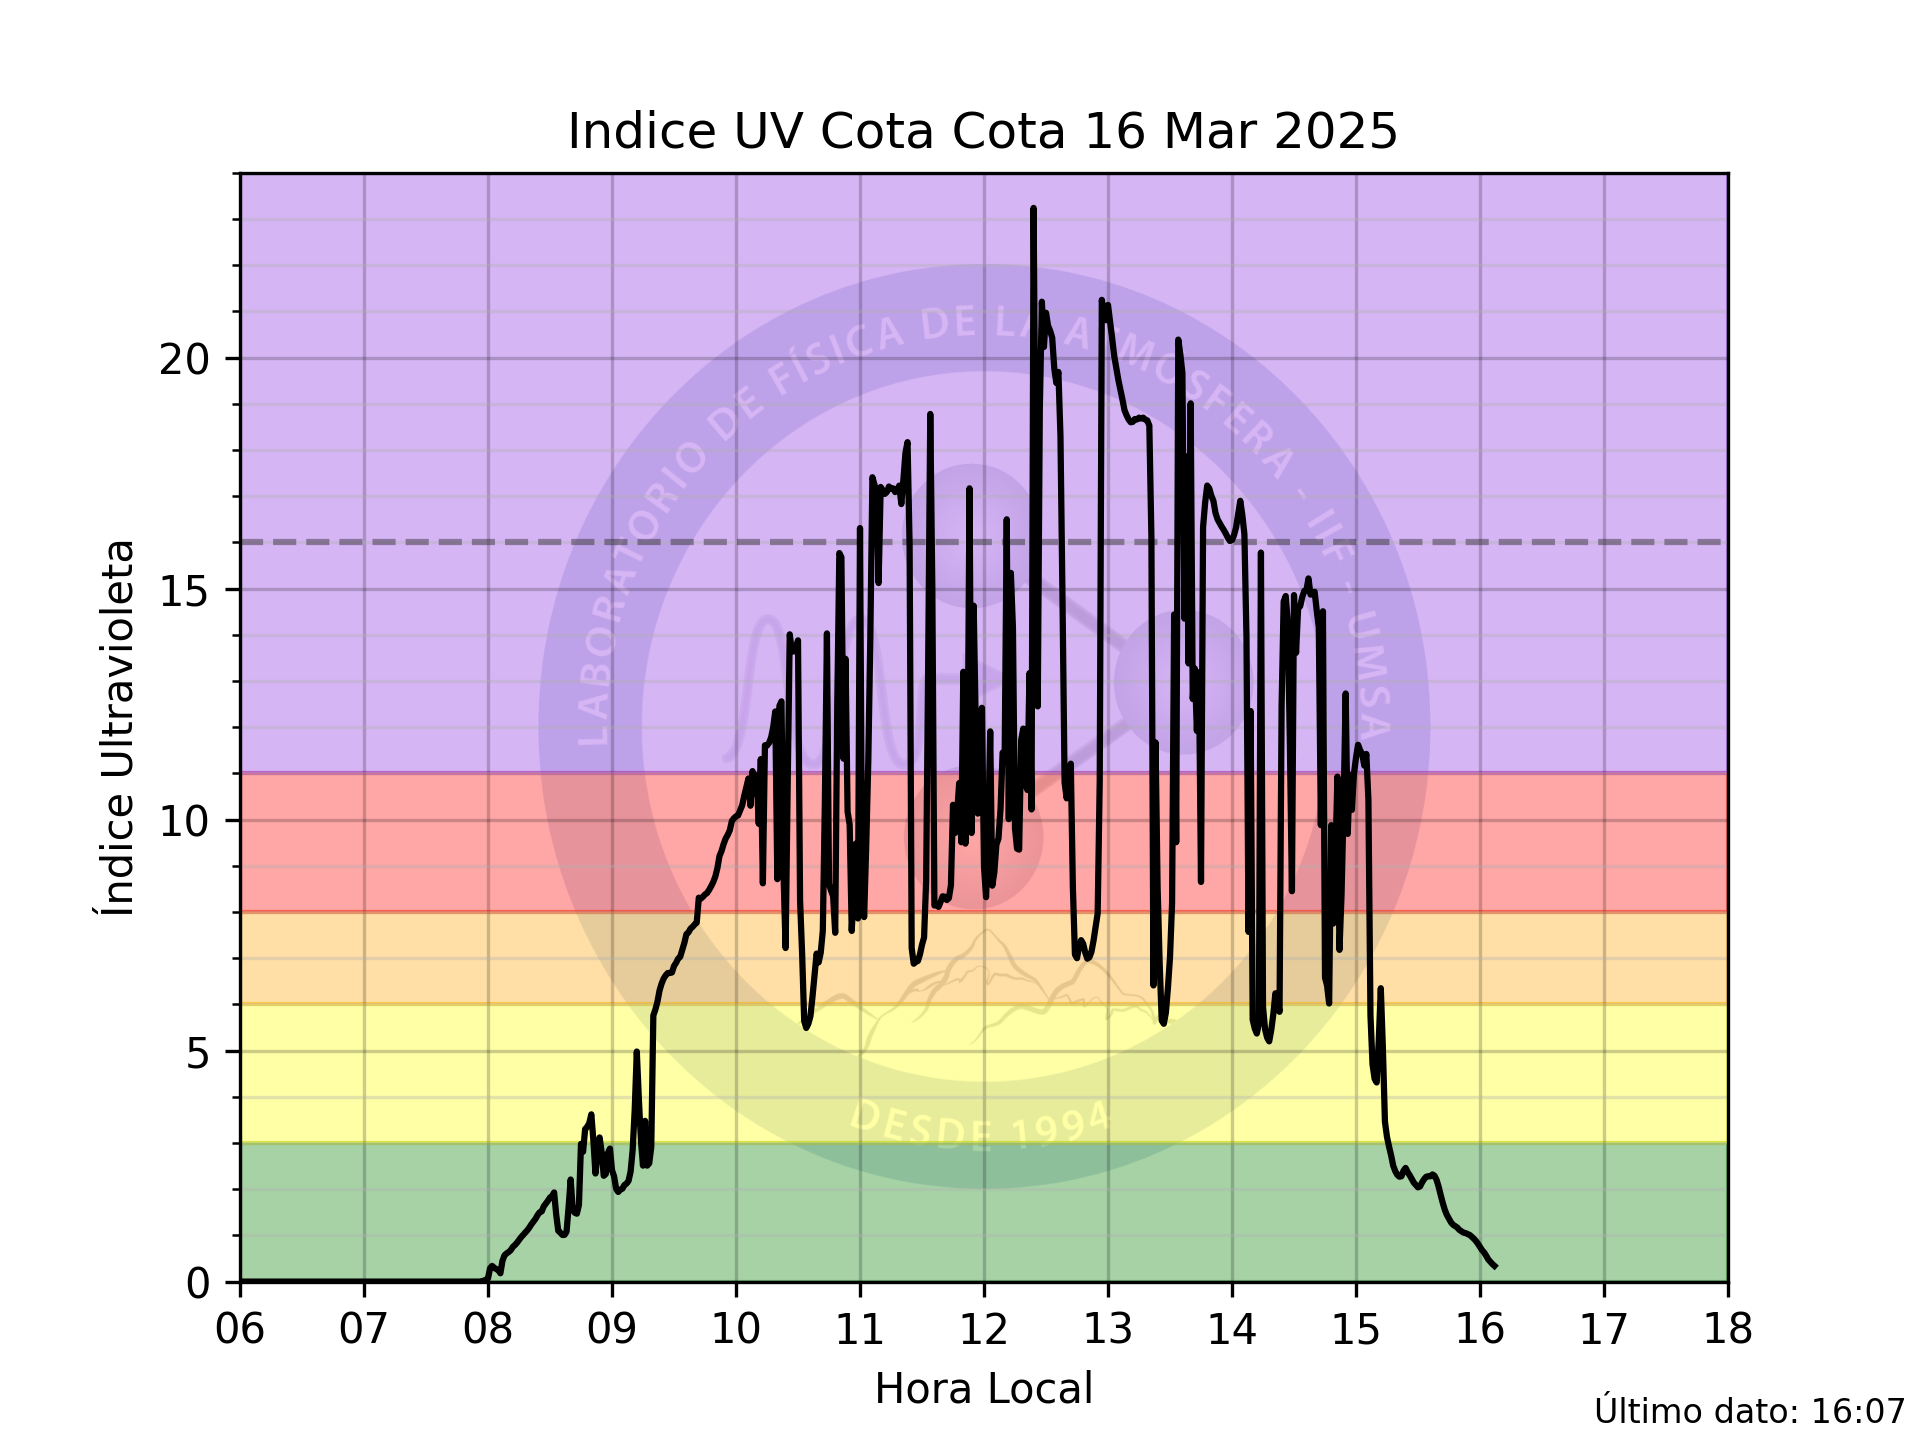 Indice UV Cota Cota 16 Mar 2025
Índice Ultravioleta
20
15
10
5
0
06 07 08 09 10 11 12 13 14 15 16 17 18
Hora Local
Último dato: 16:07
LABORATORIO DE FÍSICA DE LA ATMOSFERA - IIF - UMSA
DESDE 1994